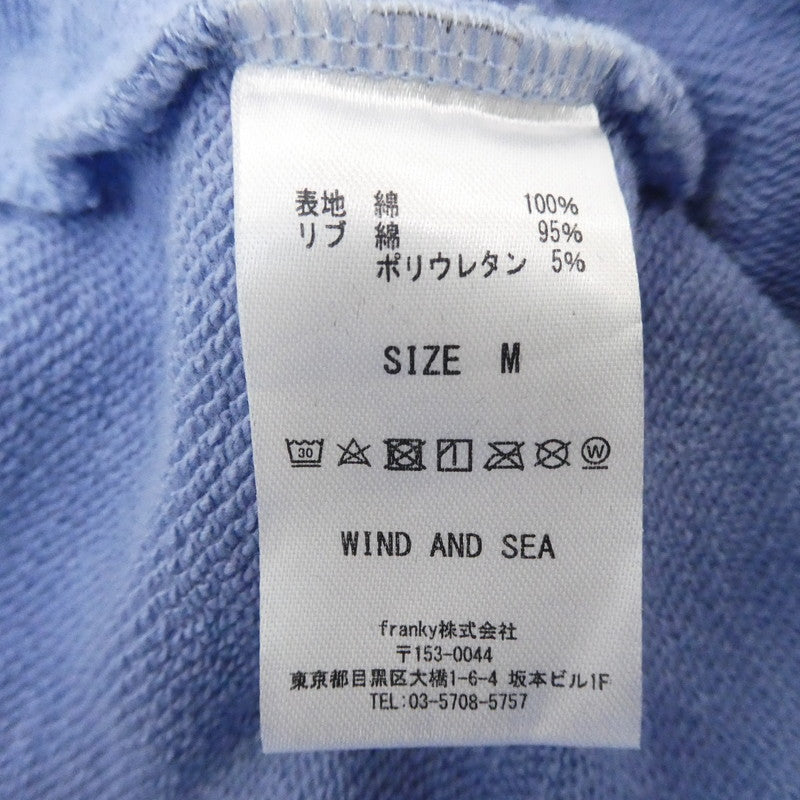 表地 綿 100%
リブ 綿 95%
ポリウレタン 5%
SIZE M
30 W
WIND AND SEA
franky株式会社
〒153-0044
東京都目黒区大橋1-6-4 坂本ビル1F
TEL:03-5708-5757